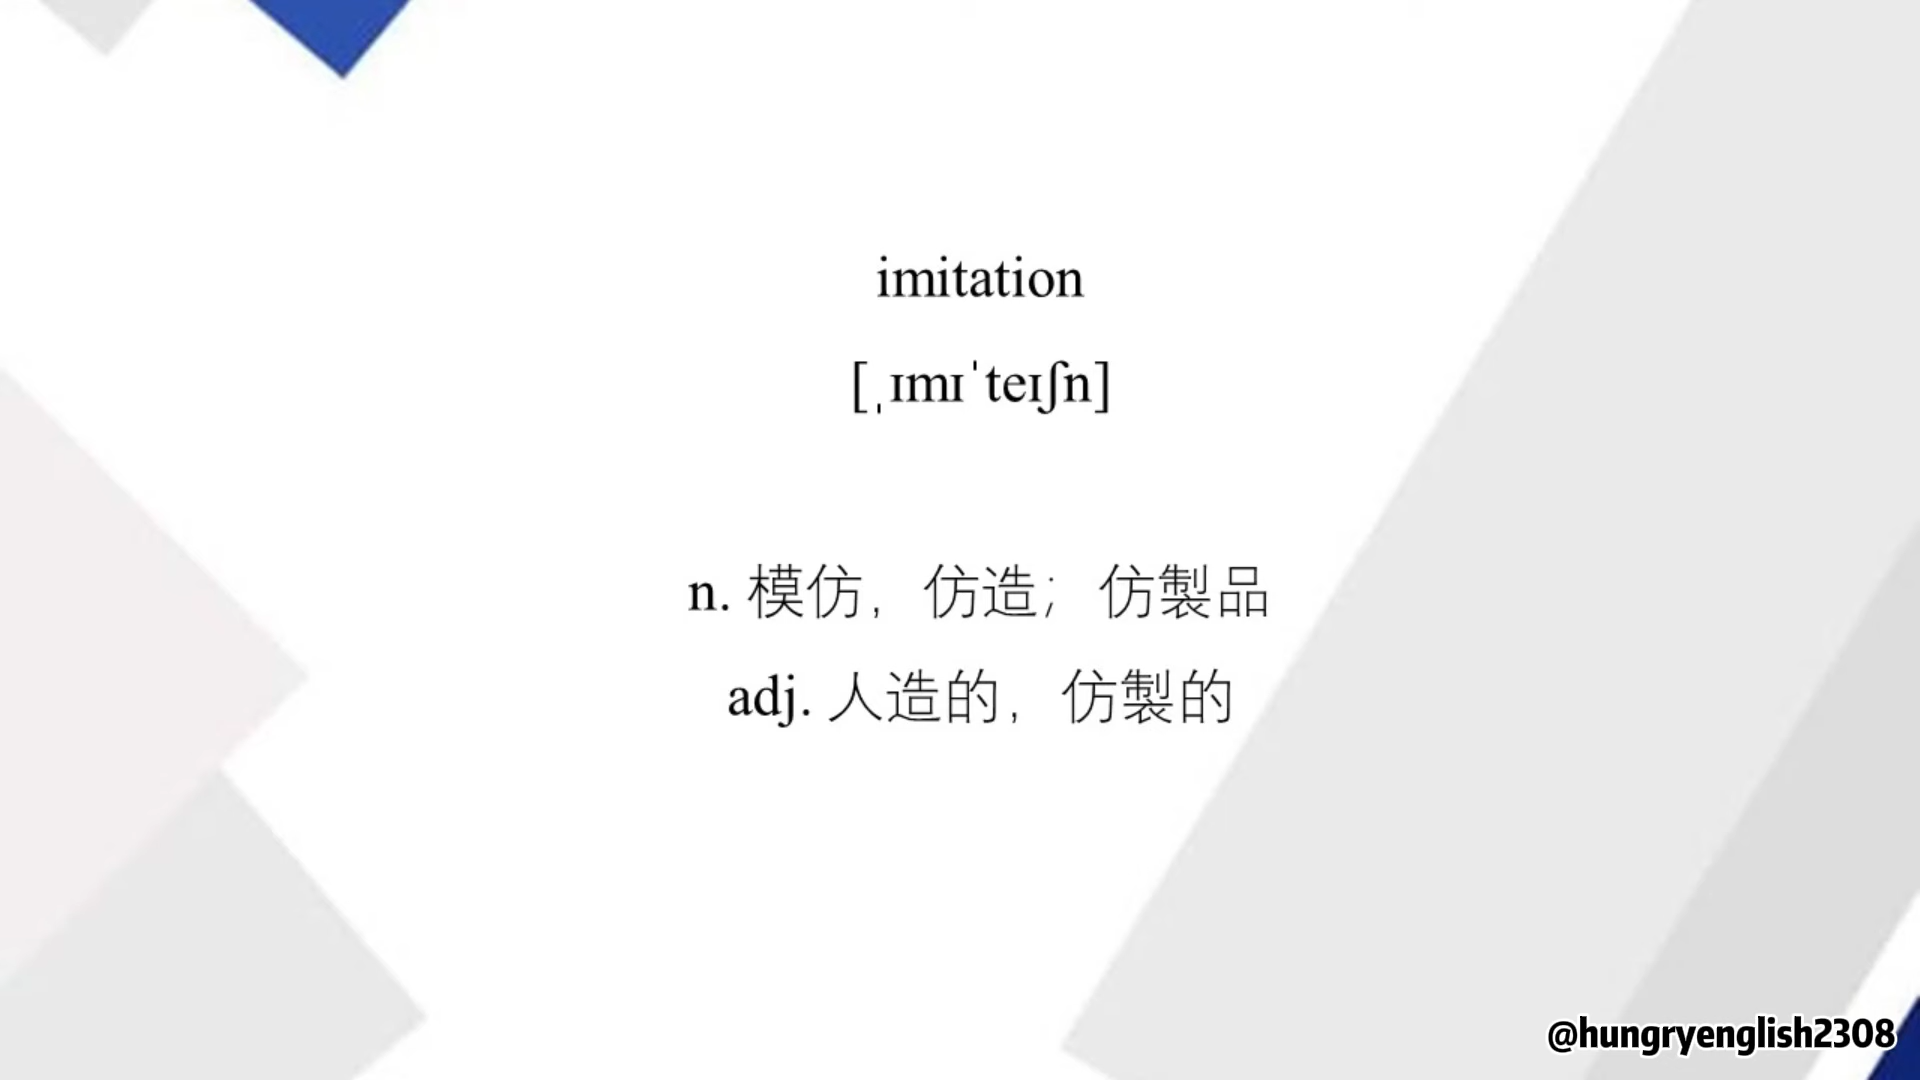 imitation
[ˌɪmɪˈteɪʃn]
n. 模仿，仿造；仿製品
adj. 人造的，仿製的
@hungryenglish2308